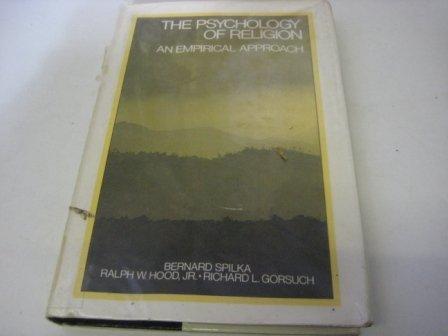 THE PSYCHOLOGY
OF RELIGION
AN EMPIRICAL APPROACH
BERNARD SPILKA
RALPH W. HOOD, JR. • RICHARD L. GORSUCH